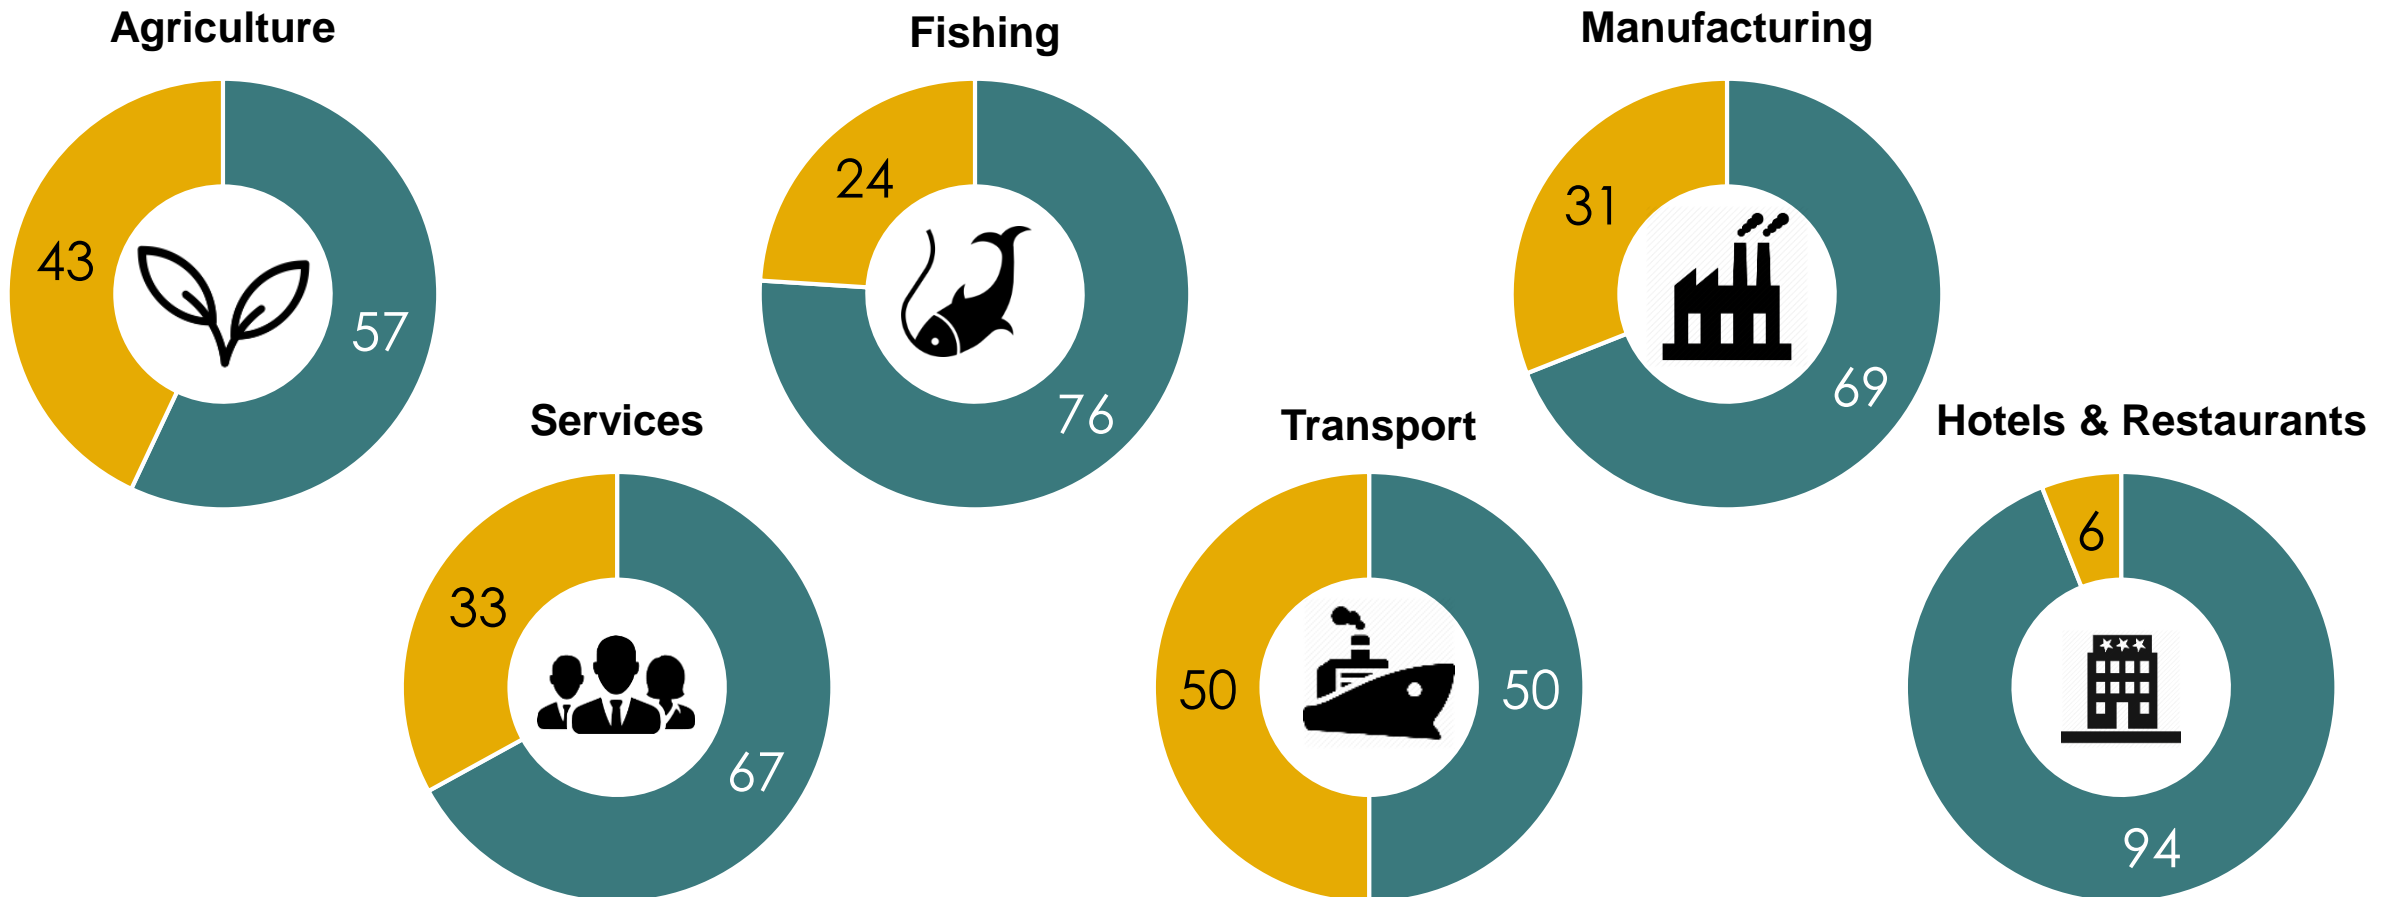 Agriculture
43
57
Fishing
24
76
Manufacturing
31
69
Services
33
67
Transport
50
50
Hotels & Restaurants
6
94